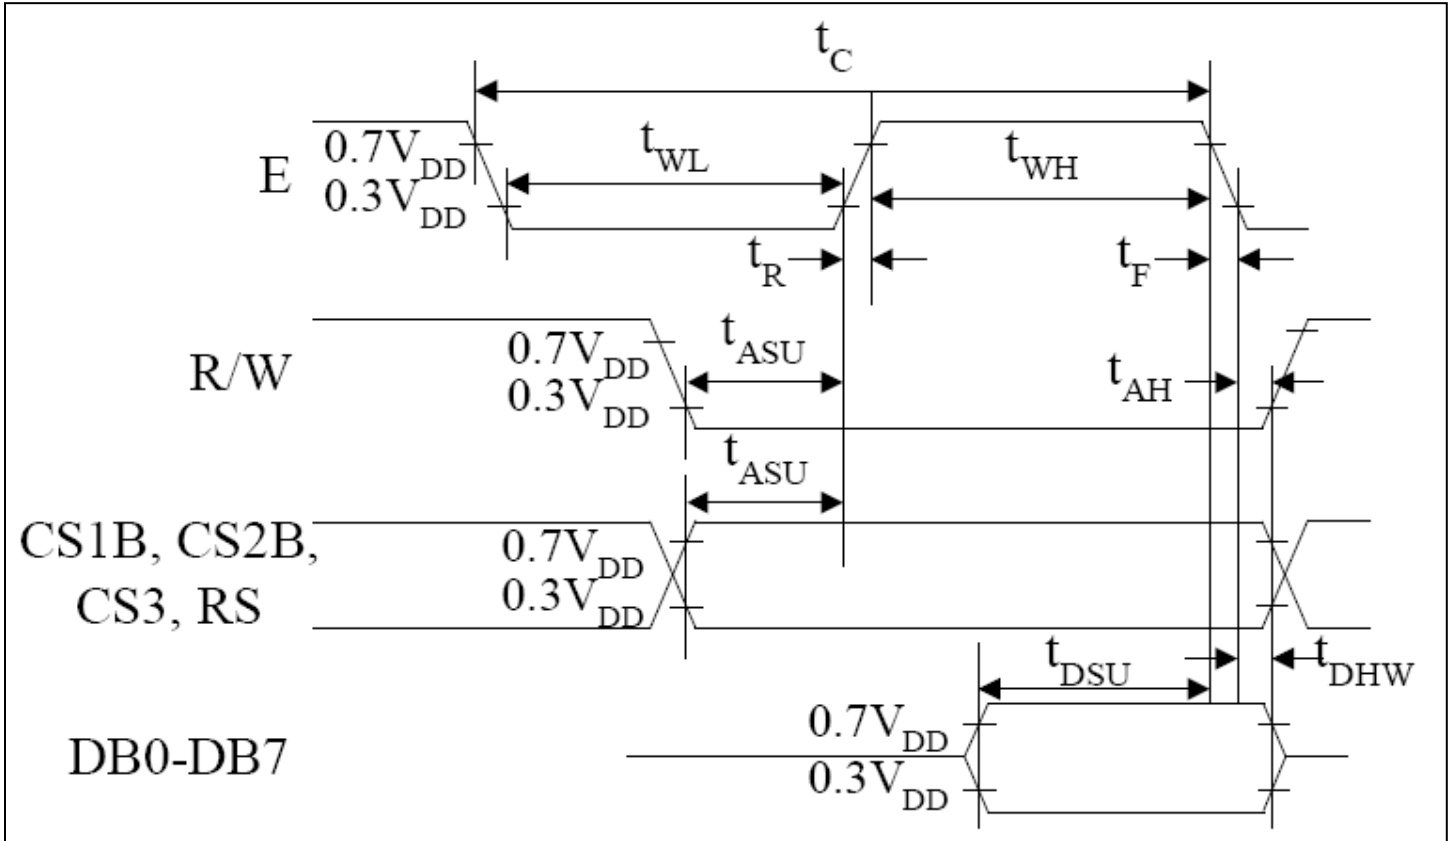 tC
0.7VDD
tWL
tWH
E
0.3VDD
tR
tF
0.7VDD
tASU
R/W
tAH
0.3VDD
tASU
CS1B, CS2B,
0.7VDD
CS3, RS
0.3VDD
tDSU
tDHW
0.7VDD
DB0-DB7
0.3VDD